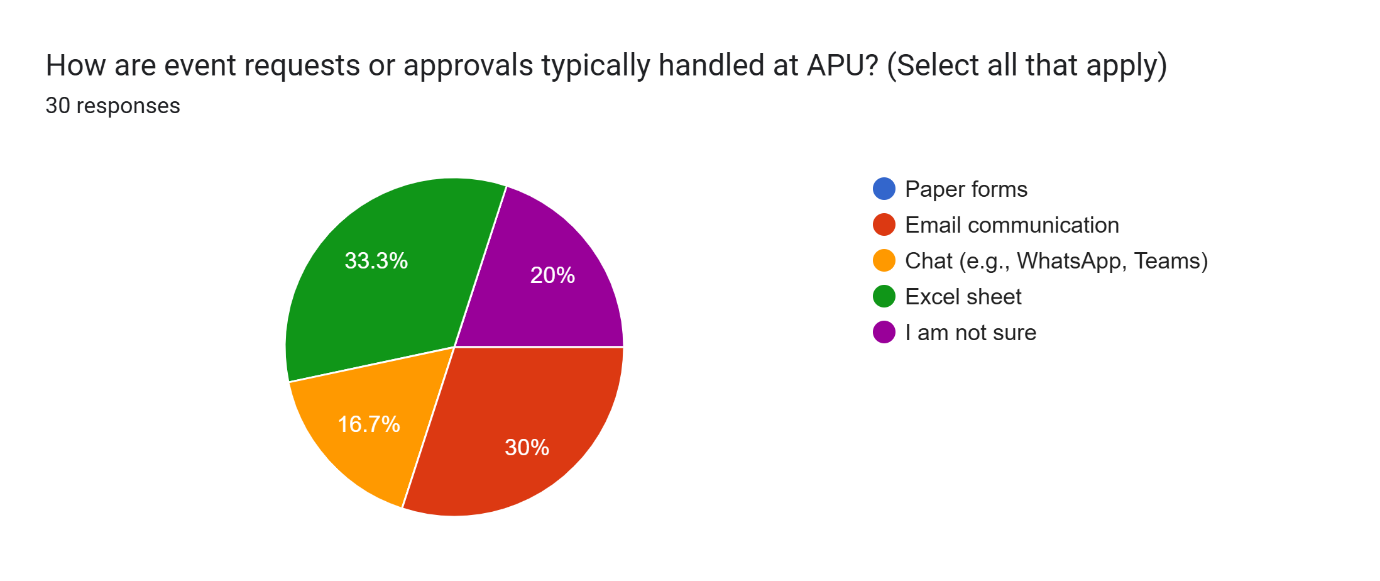 How are event requests or approvals typically handled at APU? (Select all that apply)
30 responses
33.3%
20%
16.7%
30%
Paper forms
Email communication
Chat (e.g., WhatsApp, Teams)
Excel sheet
I am not sure